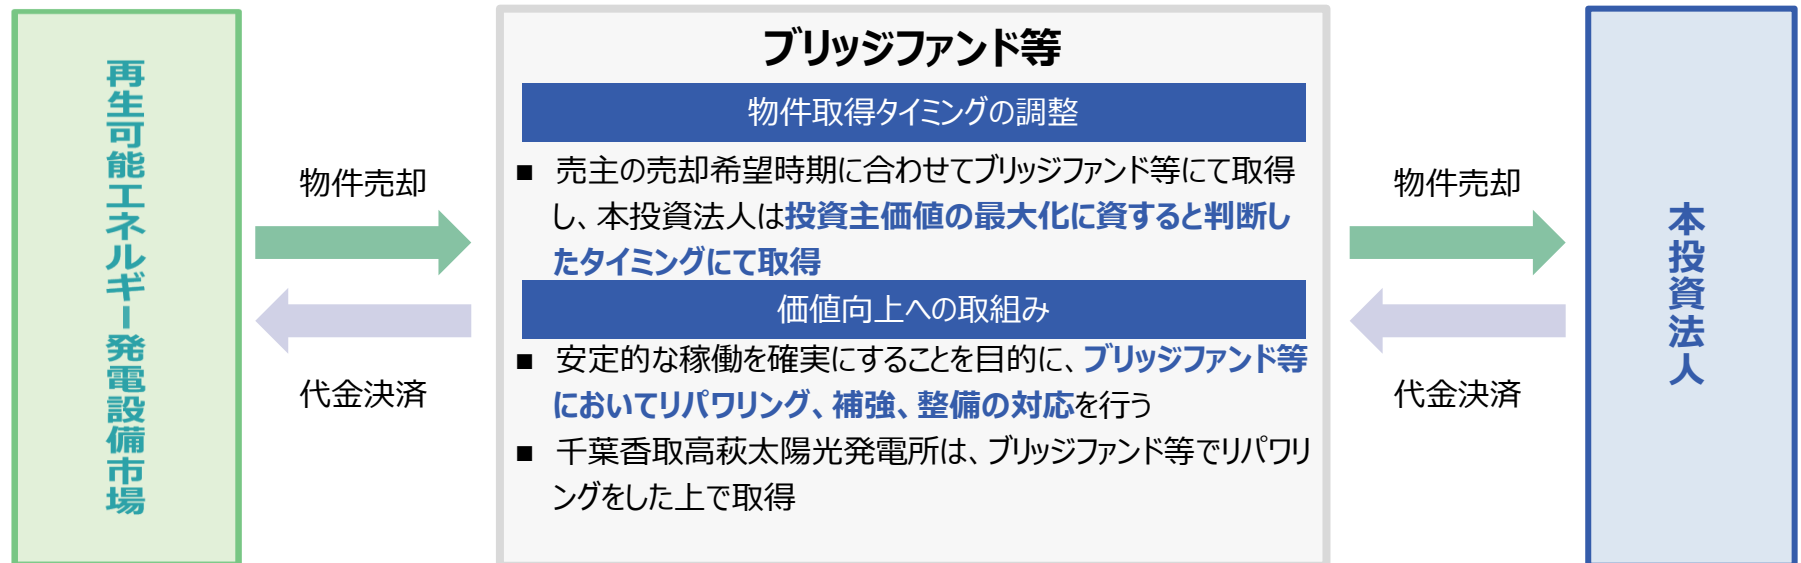 再生可能エネルギー発電設備市場
物件売却
代金決済
ブリッジファンド等
物件取得タイミングの調整
■ 売主の売却希望時期に合わせてブリッジファンド等にて取得
し、本投資法人は投資主価値の最大化に資すると判断し
たタイミングにて取得
価値向上への取組み
■ 安定的な稼働を確実にすることを目的に、ブリッジファンド等
においてリパワリング、補強、整備の対応を行う
■ 千葉香取高萩太陽光発電所は、ブリッジファンド等でリパワリ
ングをした上で取得
物件売却
代金決済
本投資法人